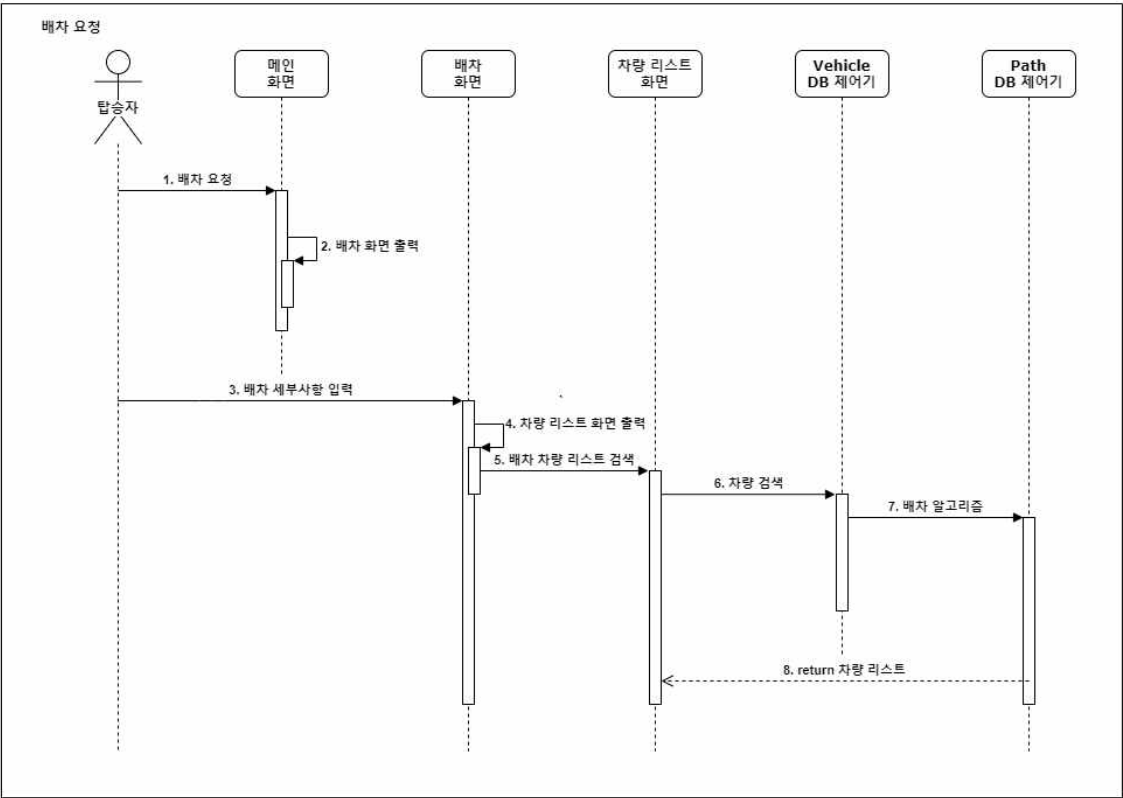 배차 요청
탑승자
메인
화면
배차
화면
차량 리스트
화면
Vehicle
DB 제어기
Path
DB 제어기
1. 배차 요청
2. 배차 화면 출력
3. 배차 세부사항 입력
4. 차량 리스트 화면 출력
5. 배차 차량 리스트 검색
6. 차량 검색
7. 배차 알고리즘
8. return 차량 리스트